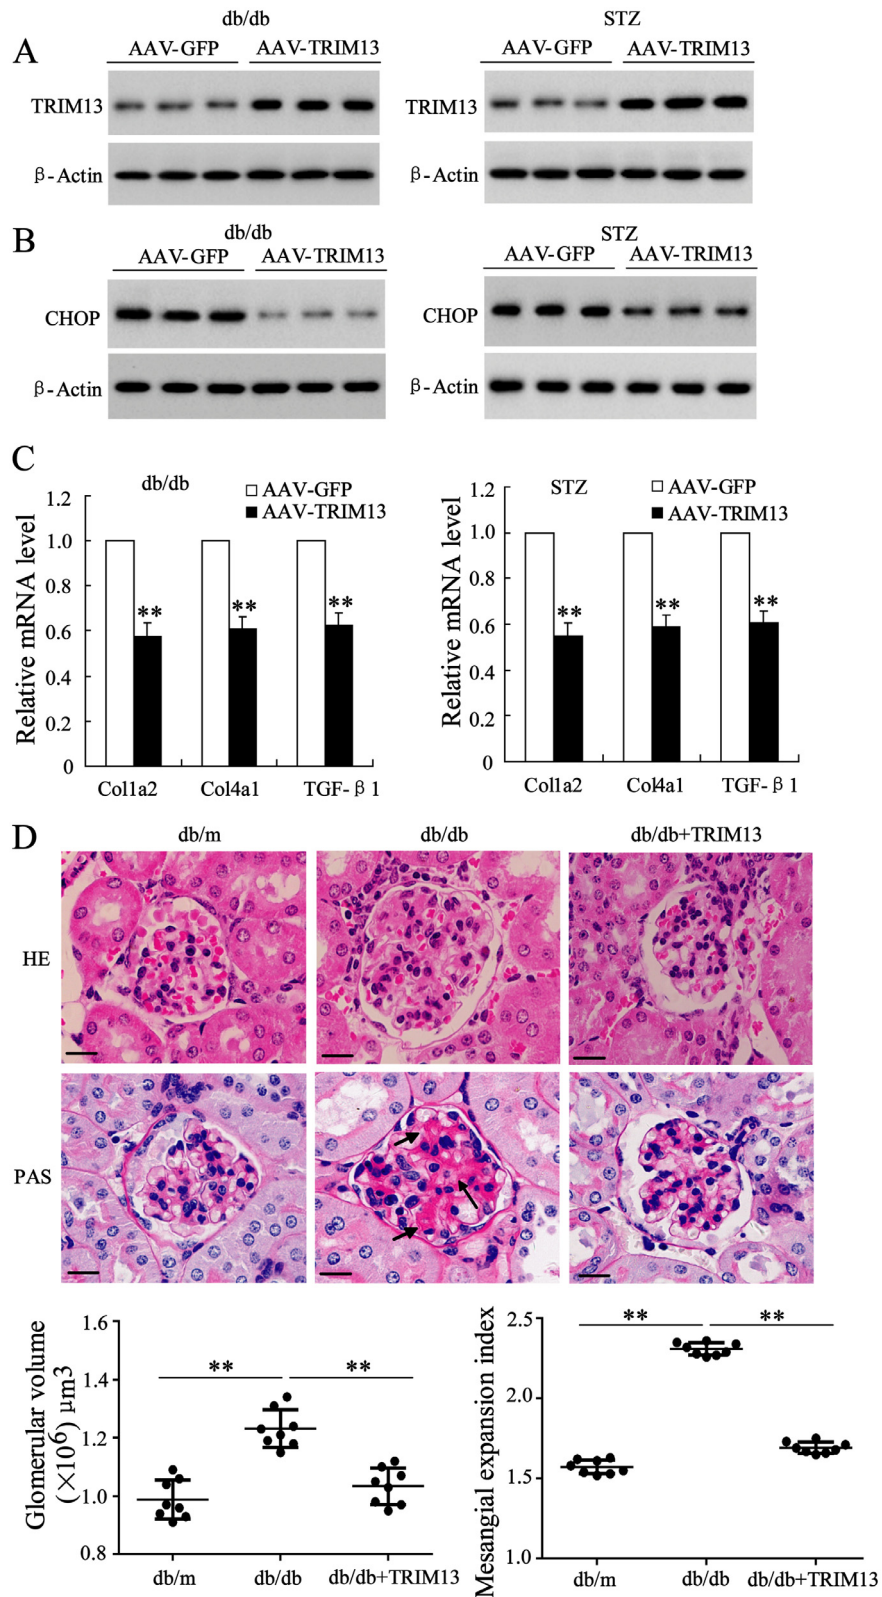 db/db STZ
A AAV-GFP AAV-TRIM13 AAV-GFP AAV-TRIM13
TRIM13 TRIM13
β-Actin β-Actin
B db/db STZ
AAV-GFP AAV-TRIM13 AAV-GFP AAV-TRIM13
CHOP CHOP
β-Actin β-Actin
C
db/db
AAV-GFP
AAV-TRIM13
Relative mRNA level
1.2
1.0
0.8
0.6
0.4
0.2
0
** ** **
Col1a2 Col4a1 TGF-β1
STZ
AAV-GFP
AAV-TRIM13
Relative mRNA level
1.2
1.0
0.8
0.6
0.4
0.2
0
** ** **
Col1a2 Col4a1 TGF-β1
D db/m db/db db/db+TRIM13
HE
PAS
Glomerular volume
(×10⁶) μm3
1.6
1.4
1.2
1.0
0.8
** **
db/m db/db db/db+TRIM13
Mesangial expansion index
2.5
2.0
1.5
1.0
** **
db/m db/db db/db+TRIM13